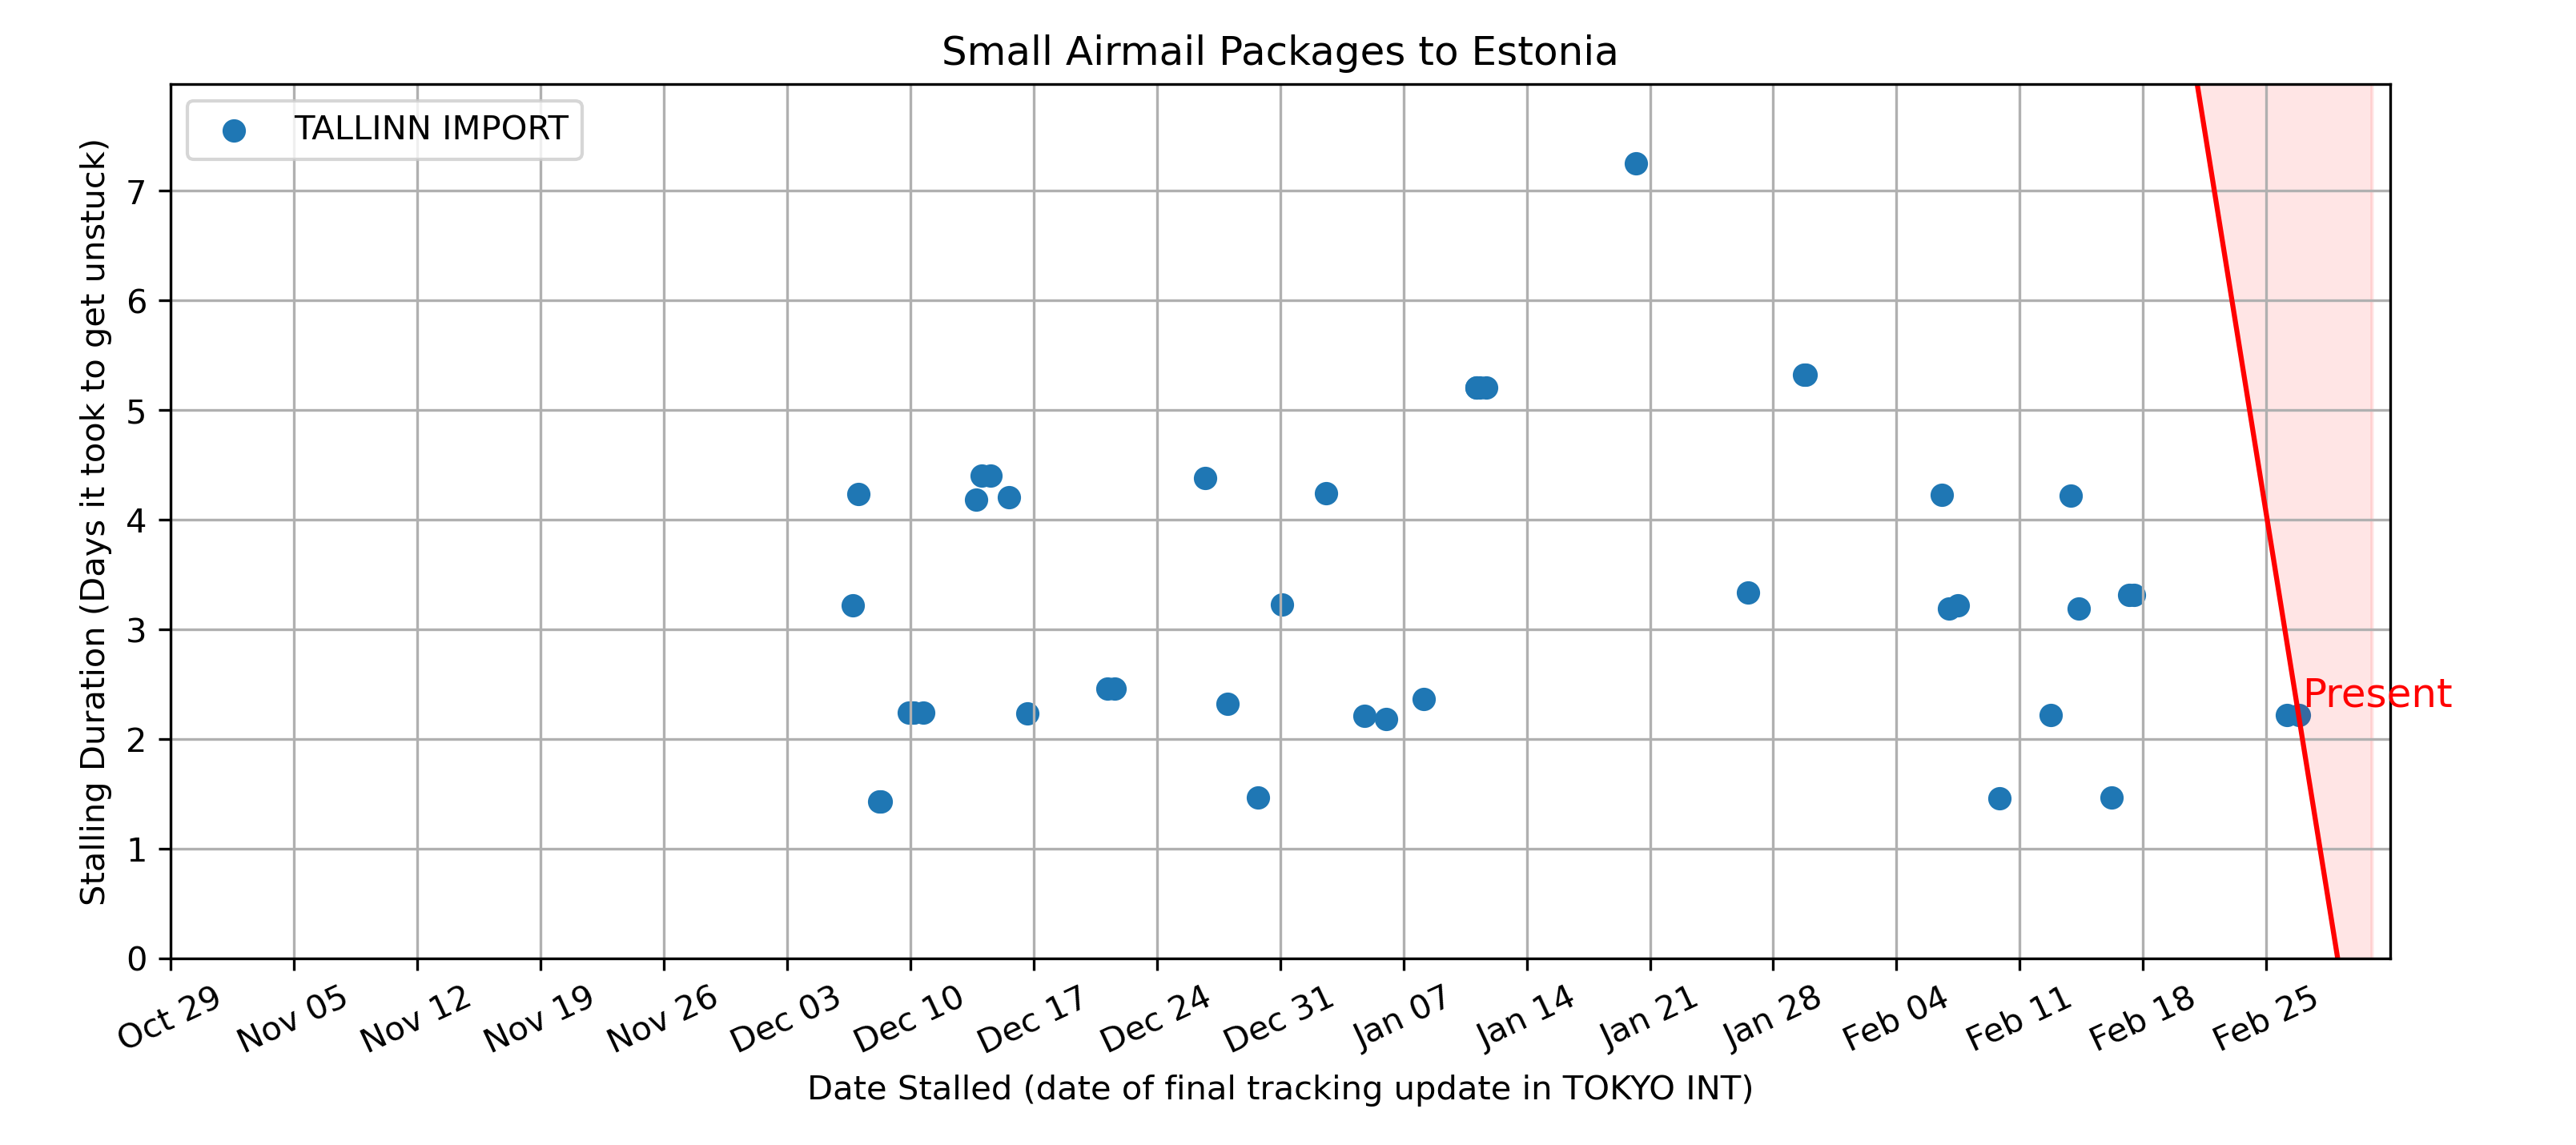 Small Airmail Packages to Estonia
TALLINN IMPORT
Stalling Duration (Days it took to get unstuck)
7
6
5
4
3
2
1
0
Present
Oct 29
Nov 05
Nov 12
Nov 19
Nov 26
Dec 03
Dec 10
Dec 17
Dec 24
Dec 31
Jan 07
Jan 14
Jan 21
Jan 28
Feb 04
Feb 11
Feb 18
Feb 25
Date Stalled (date of final tracking update in TOKYO INT)